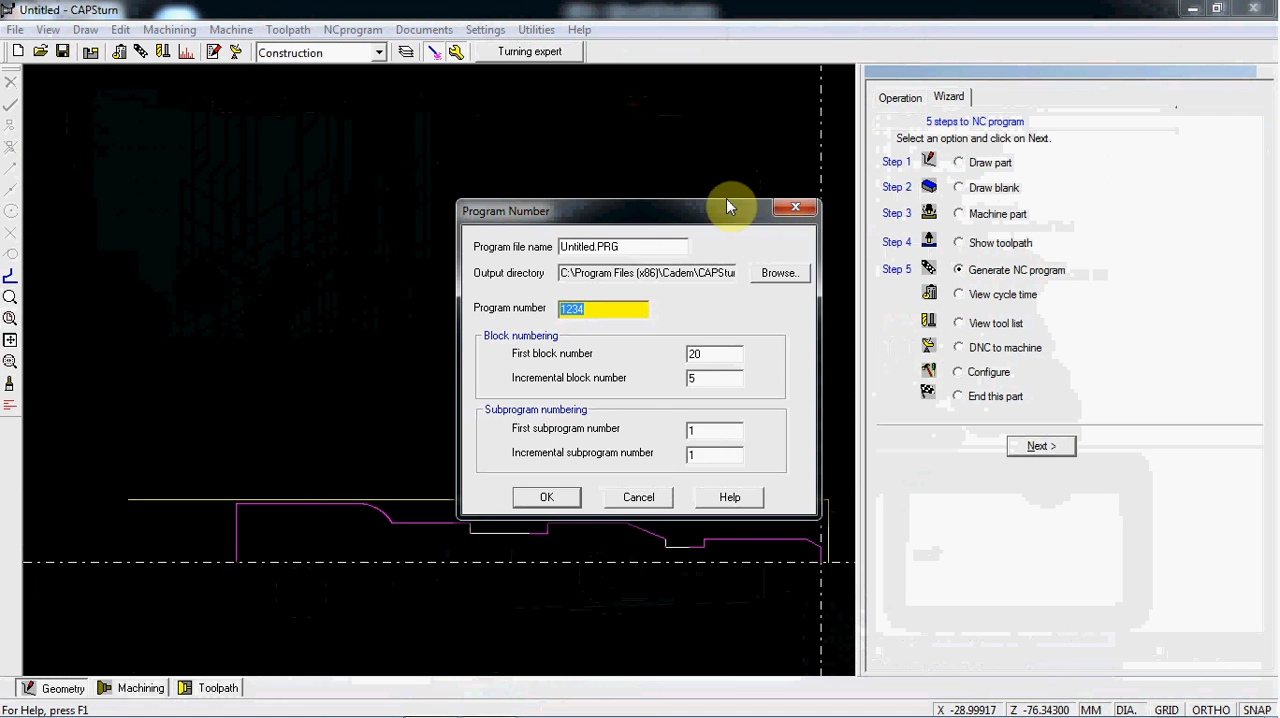 Untitled - CAPSturn
File View Draw Edit Machining Machine Toolpath NCprogram Documents Settings Utilities Help
Construction Turning expert
Operation Wizard
5 steps to NC program
Select an option and click on Next.
Step 1 Draw part
Step 2 Draw blank
Step 3 Machine part
Step 4 Show toolpath
Step 5 Generate NC program
View cycle time
View tool list
DNC to machine
Configure
End this part
Next >
Program Number
Program file name Untitled.PRG
Output directory C:\Program Files (x86)\Cadem\CAPStur Browse..
Program number 1234
Block numbering
First block number 20
Incremental block number 5
Subprogram numbering
First subprogram number 1
Incremental subprogram number 1
OK Cancel Help
Geometry Machining Toolpath
For Help, press F1 X -28.99917 Z -76.34300 MM DIA. GRID ORTHO SNAP